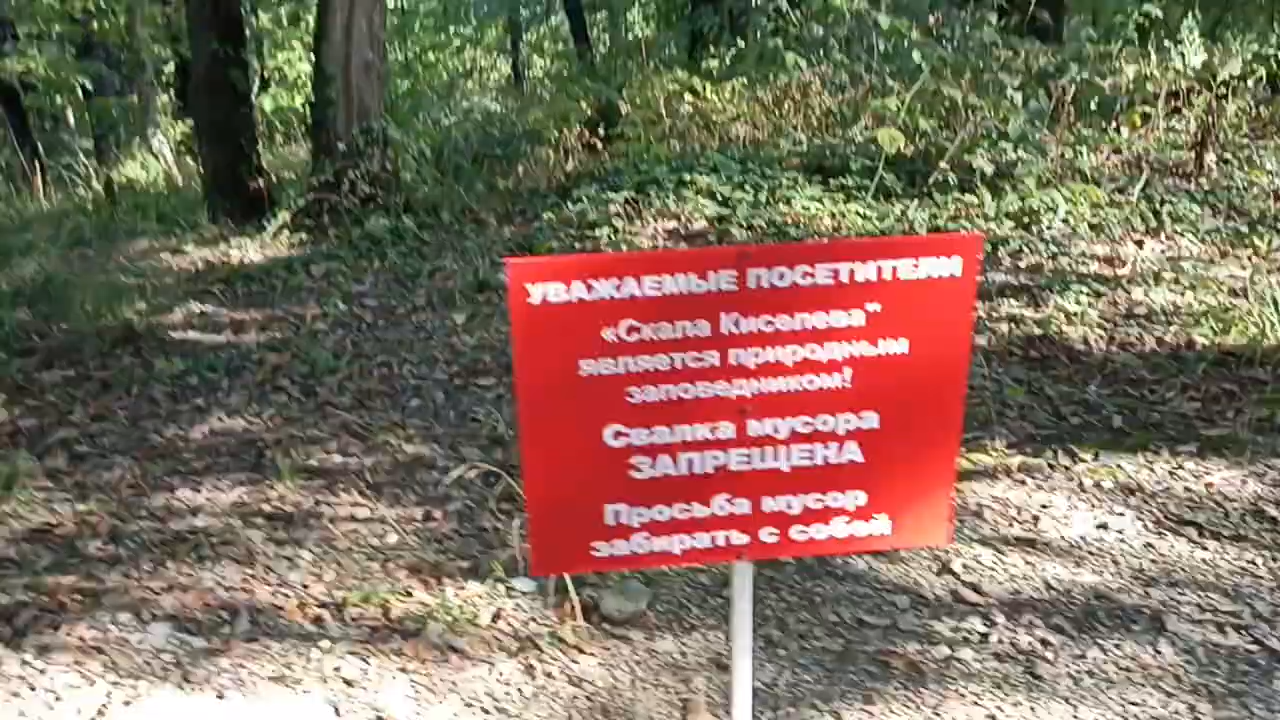 УВАЖАЕМЫЕ ПОСЕТИТЕЛИ
«Скала Киселева"
является природным
заповедником!
Свалка мусора
ЗАПРЕЩЕНА
Просьба мусор
забирать с собой